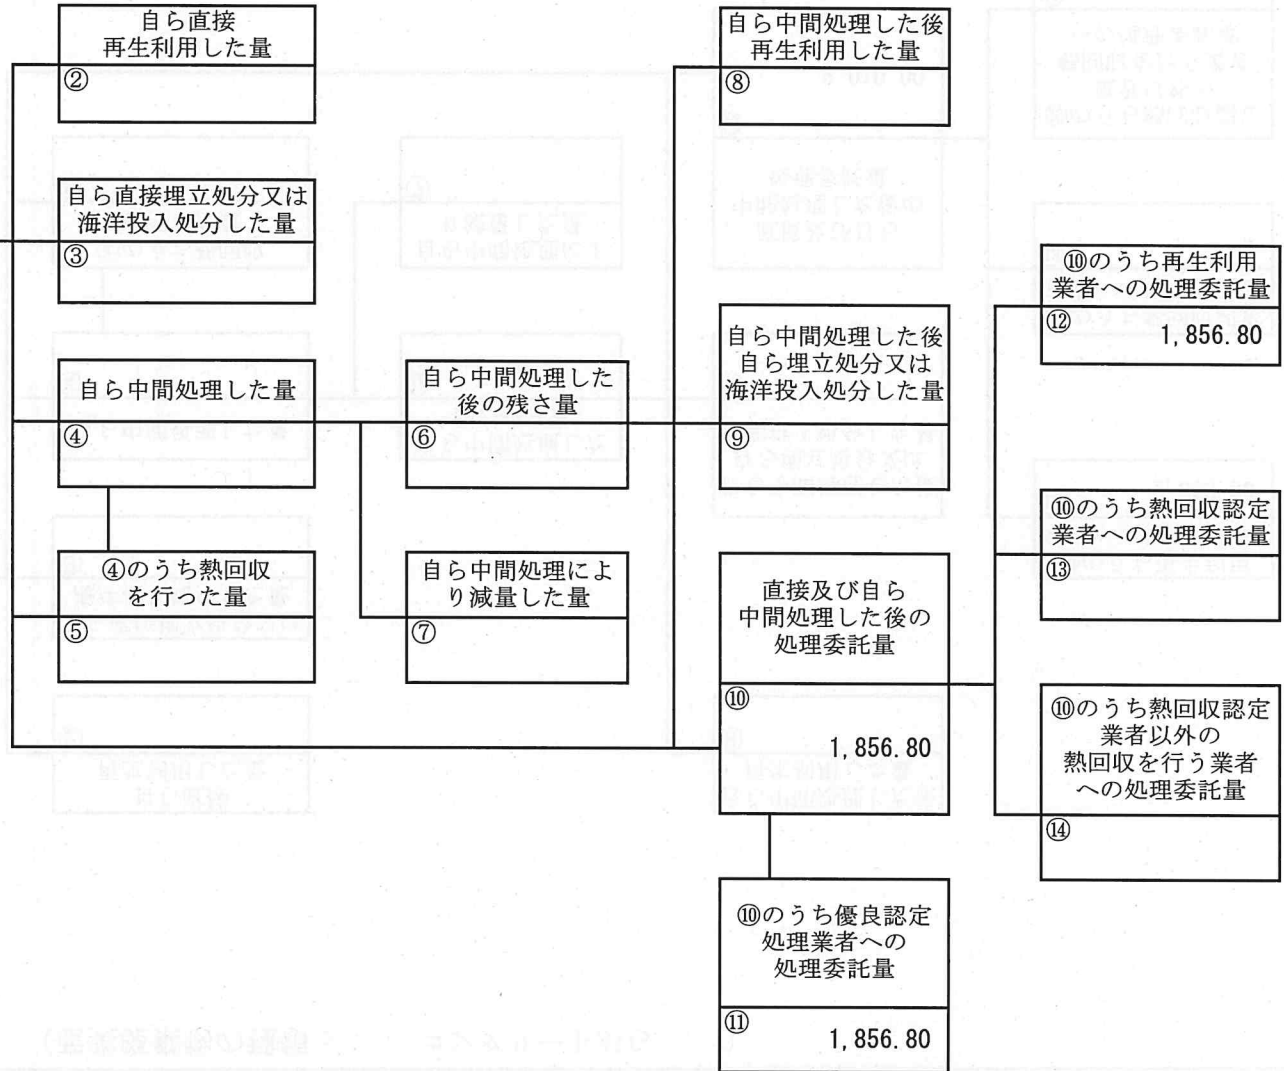 自ら直接
再生利用した量
②
自ら直接埋立処分又は
海洋投入処分した量
③
自ら中間処理した量
④
④のうち熱回収
を行った量
⑤
自ら中間処理した
後の残さ量
⑥
自ら中間処理によ
り減量した量
⑦
自ら中間処理した後
再生利用した量
⑧
自ら中間処理した後
自ら埋立処分又は
海洋投入処分した量
⑨
直接及び自ら
中間処理した後の
処理委託量
⑩
1,856.80
⑩のうち優良認定
処理業者への
処理委託量
⑪
1,856.80
⑩のうち再生利用
業者への処理委託量
⑫
1,856.80
⑩のうち熱回収認定
業者への処理委託量
⑬
⑩のうち熱回収認定
業者以外の
熱回収を行う業者
への処理委託量
⑭